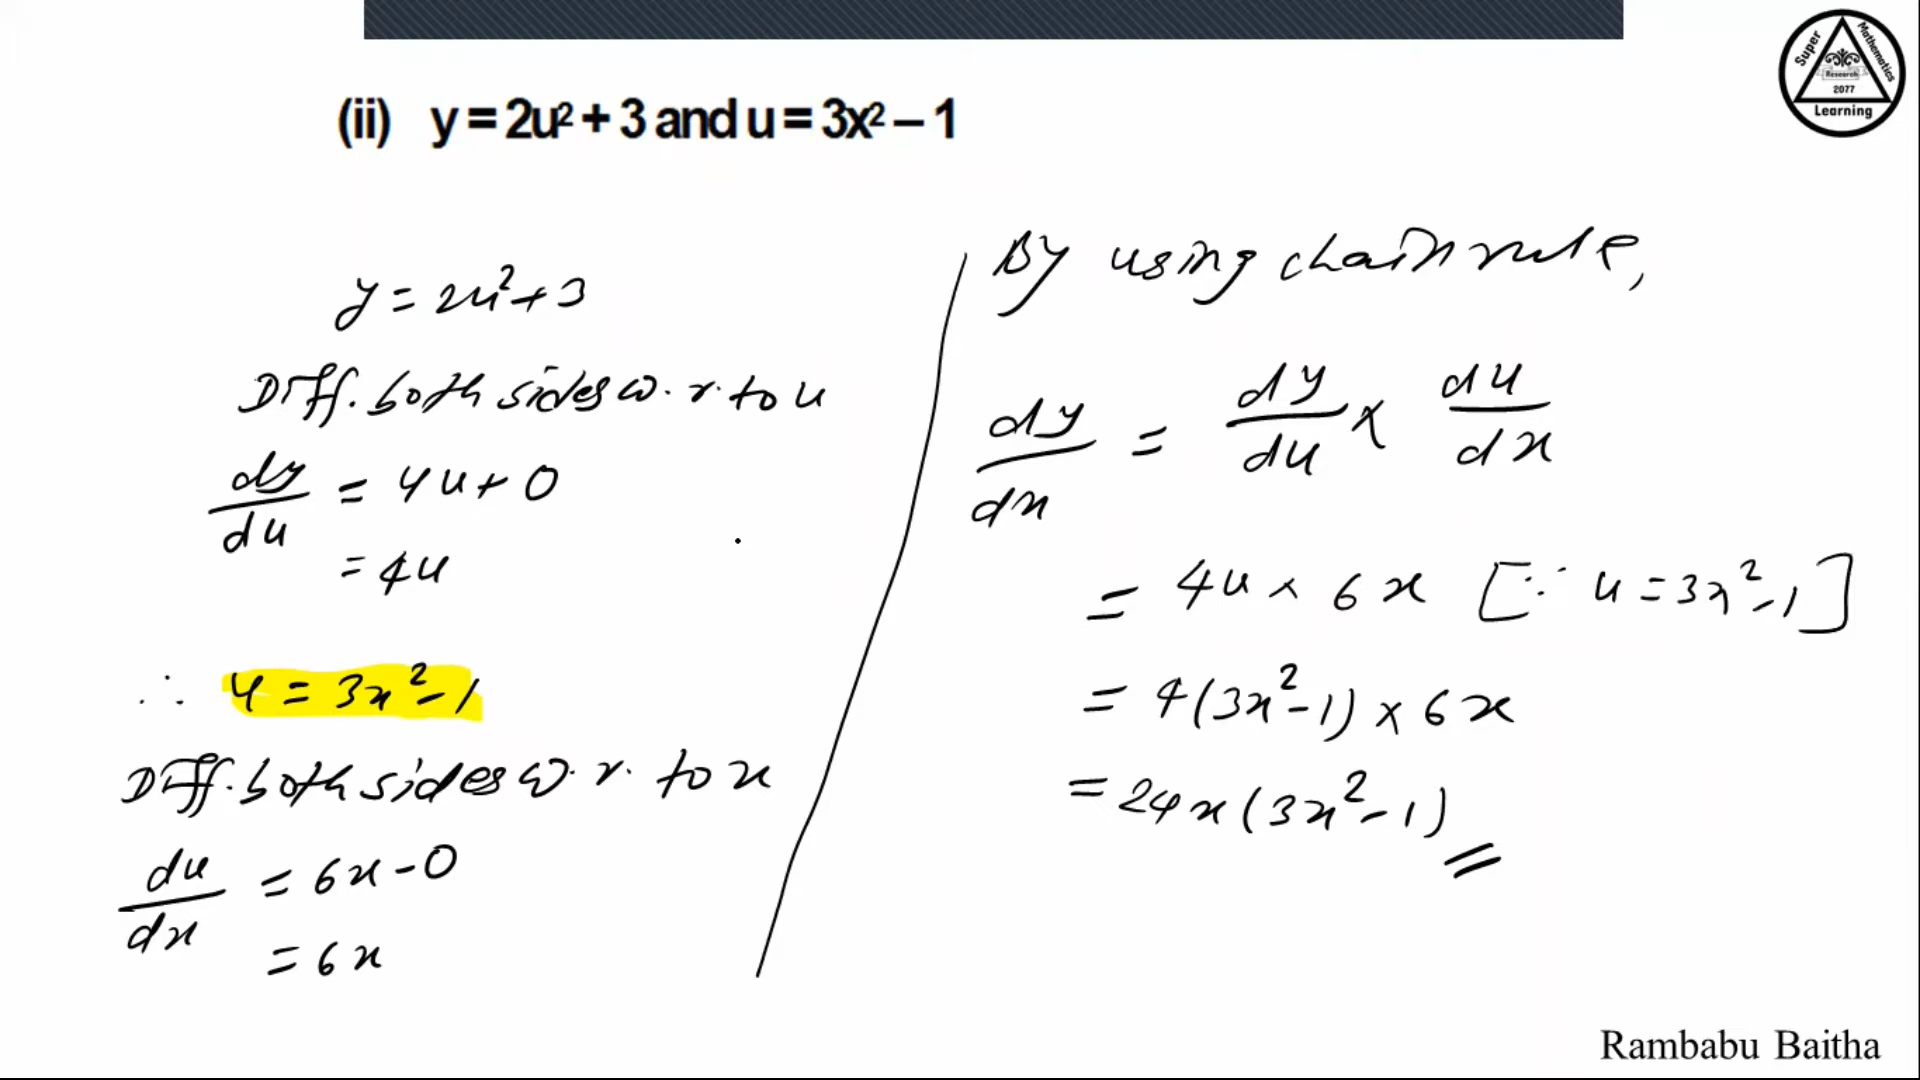 (ii) y = 2u² + 3 and u = 3x² – 1
Super Mathematics
Research
2077
Learning
y = 2u² + 3
Diff. both sides w.r. to u
dy/du = 4u + 0
= 4u
∴ u = 3x² - 1
Diff. both sides w.r. to x
du/dx = 6x - 0
= 6x
By using chain rule,
dy/dx = dy/du × du/dx
= 4u × 6x [∵ u = 3x² - 1]
= 4(3x² - 1) × 6x
= 24x(3x² - 1)
Rambabu Baitha